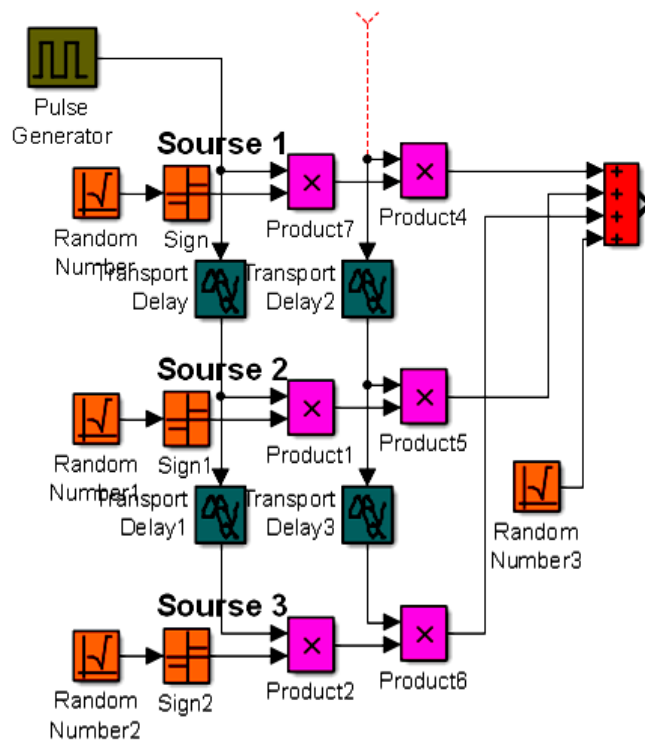 Pulse
Generator
Sourse 1
Random
Number
Sign
Product7
Product4
Transport
Delay
Transport
Delay2
Sourse 2
Random
Number1
Sign1
Product1
Product5
Transport
Delay1
Transport
Delay3
Random
Number3
Sourse 3
Random
Number2
Sign2
Product2
Product6